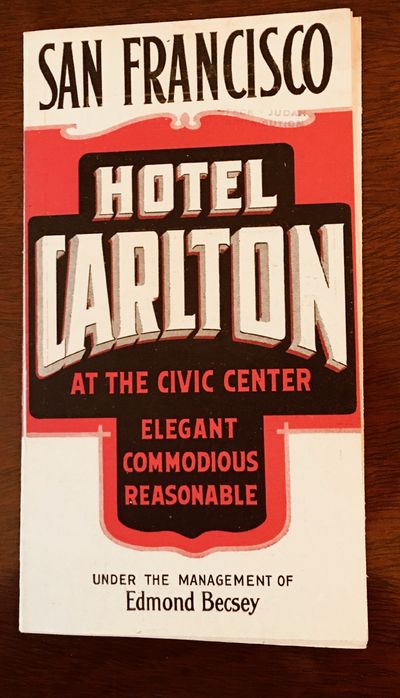 SAN FRANCISCO
HOTEL
CARLTON
AT THE CIVIC CENTER
ELEGANT
COMMODIOUS
REASONABLE
UNDER THE MANAGEMENT OF
Edmond Becsey